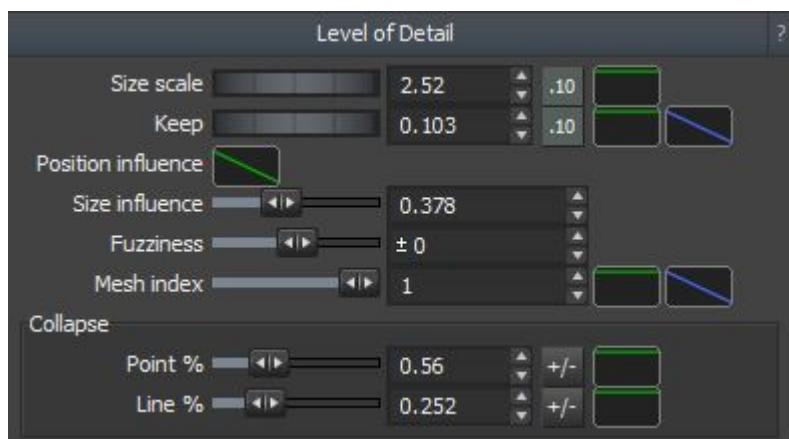 Level of Detail ?
Size scale 2.52 .10
Keep 0.103 .10
Position influence
Size influence 0.378
Fuzziness ± 0
Mesh index 1
Collapse
Point % 0.56 +/-
Line % 0.252 +/-